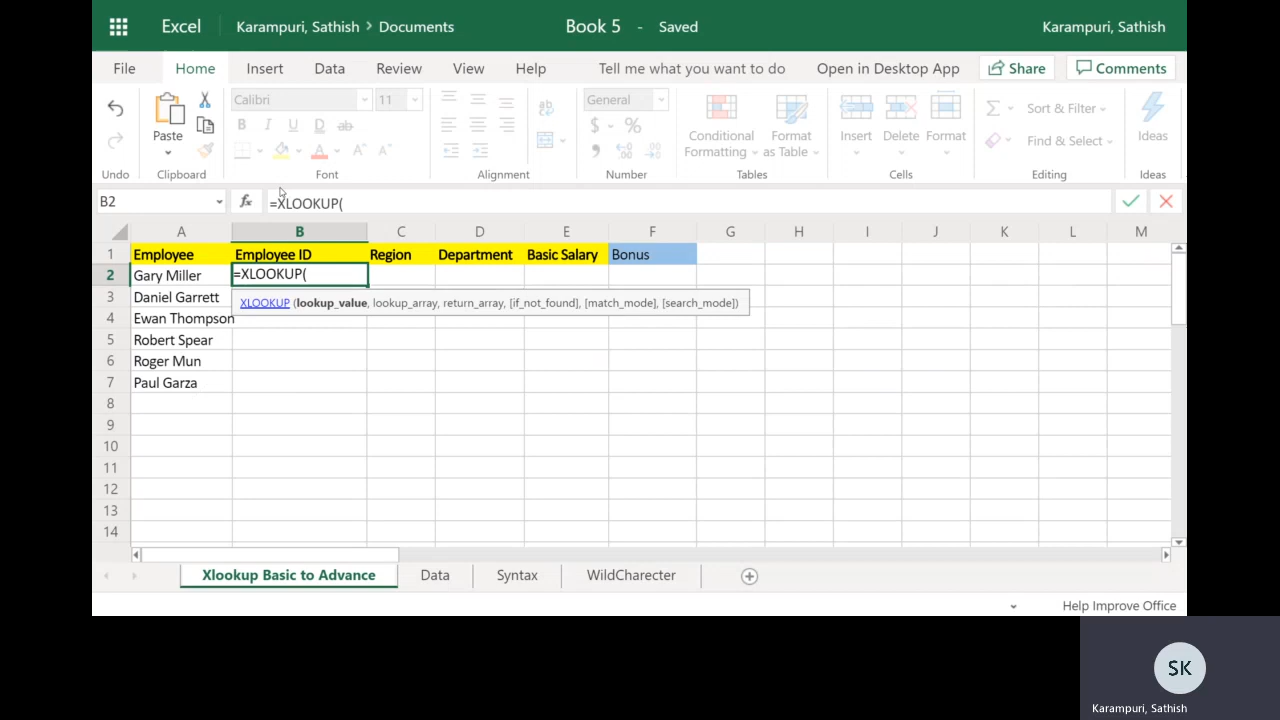 Excel Karampuri, Sathish > Documents Book 5 - Saved Karampuri, Sathish
File Home Insert Data Review View Help Tell me what you want to do Open in Desktop App Share Comments
Calibri 11 General
B I U D ab $ % Σ Sort & Filter
Paste Conditional Formatting Format as Table Insert Delete Format Find & Select Ideas
Undo Clipboard Font Alignment Number Tables Cells Editing Ideas
B2 fx =XLOOKUP(
A B C D E F G H I J K L M
1 Employee Employee ID Region Department Basic Salary Bonus
2 Gary Miller =XLOOKUP(
3 Daniel Garrett XLOOKUP (lookup_value, lookup_array, return_array, [if_not_found], [match_mode], [search_mode])
4 Ewan Thompson
5 Robert Spear
6 Roger Mun
7 Paul Garza
8
9
10
11
12
13
14
Xlookup Basic to Advance Data Syntax WildCharecter
Help Improve Office
SK
Karampuri, Sathish